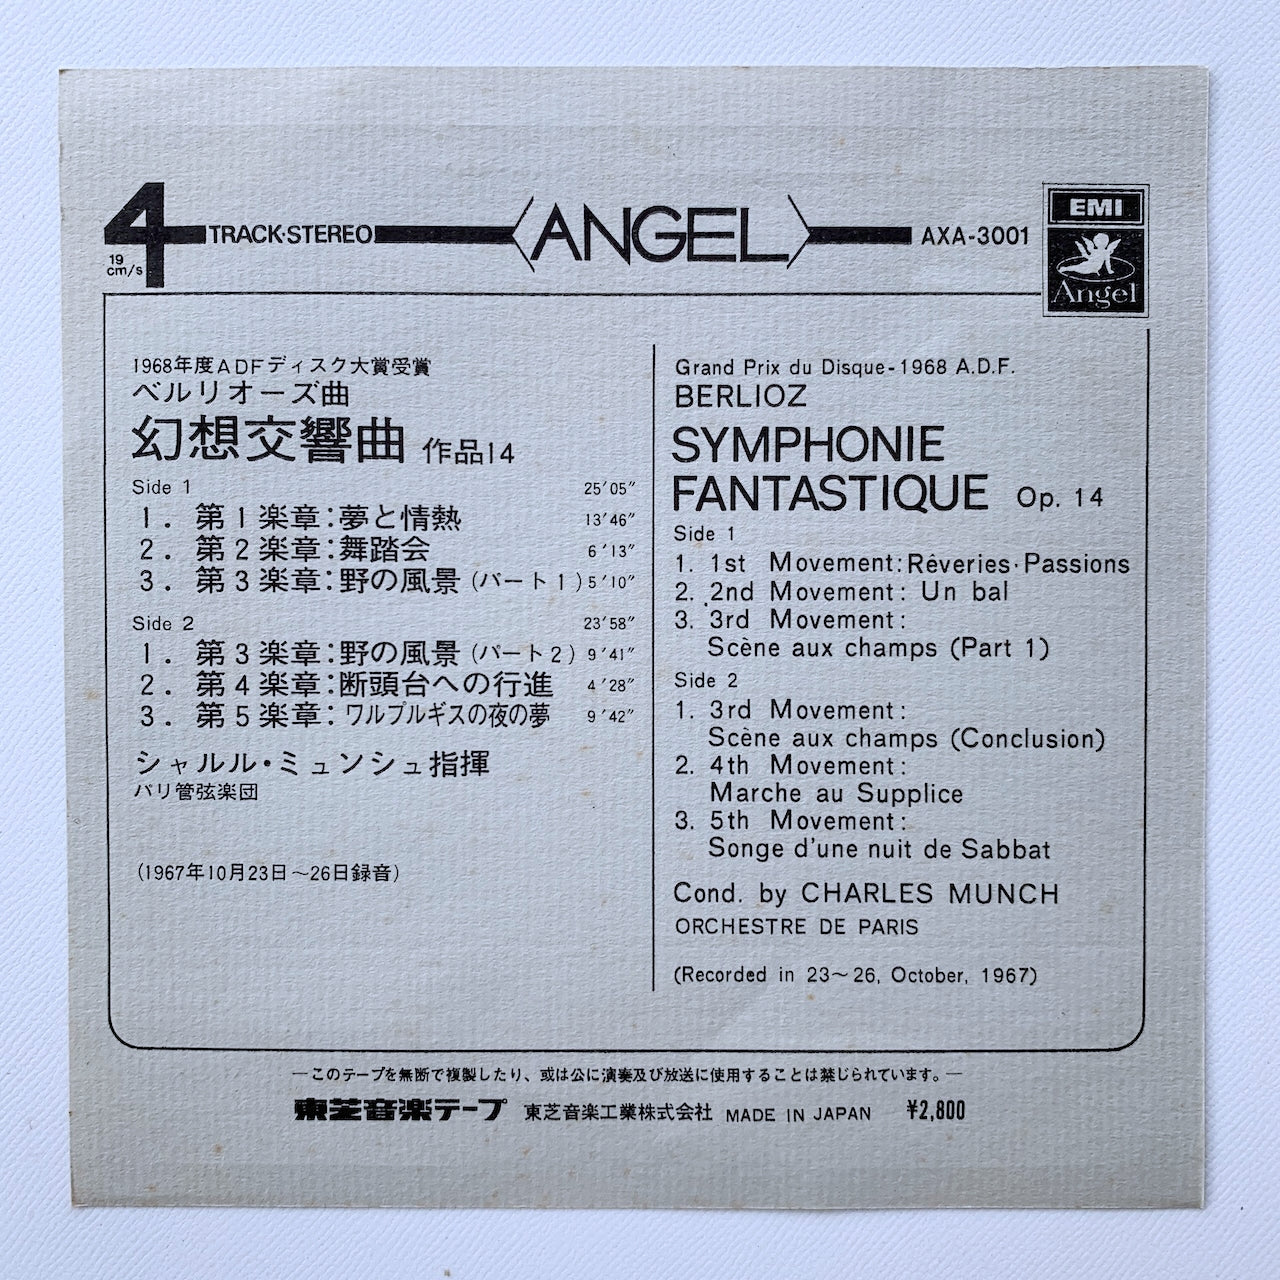 4 TRACK·STEREO 〈ANGEL〉 AXA-3001
19 cm/s
EMI
Angel
1968年度ADFディスク大賞受賞
ベルリオーズ曲
幻想交響曲 作品14
Side 1 25′05″
1. 第1楽章:夢と情熱 13′46″
2. 第2楽章:舞踏会 6′13″
3. 第3楽章:野の風景(パート1) 5′10″
Side 2 23′58″
1. 第3楽章:野の風景(パート2) 9′41″
2. 第4楽章:断頭台への行進 4′28″
3. 第5楽章:ワルプルギスの夜の夢 9′42″
シャルル・ミュンシュ指揮
パリ管弦楽団
(1967年10月23日〜26日録音)
Grand Prix du Disque-1968 A.D.F.
BERLIOZ
SYMPHONIE
FANTASTIQUE Op. 14
Side 1
1. 1st Movement: Rêveries·Passions
2. 2nd Movement: Un bal
3. 3rd Movement:
Scène aux champs (Part 1)
Side 2
1. 3rd Movement:
Scène aux champs (Conclusion)
2. 4th Movement:
Marche au Supplice
3. 5th Movement:
Songe d'une nuit de Sabbat
Cond. by CHARLES MUNCH
ORCHESTRE DE PARIS
(Recorded in 23〜26, October, 1967)
—このテープを無断で複製したり、或は公に演奏及び放送に使用することは禁じられています。—
東芝音楽テープ 東芝音楽工業株式会社 MADE IN JAPAN ¥2,800